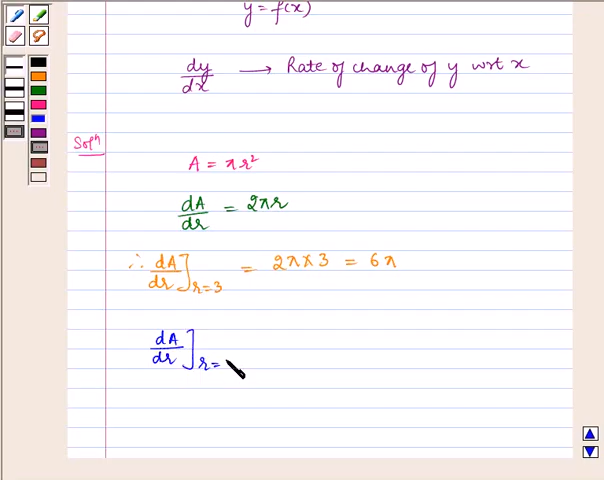 y = f(x)
dy/dx → Rate of change of y wrt x
Solⁿ
A = πr²
dA/dr = 2πr
∴ dA/dr]r=3 = 2π×3 = 6π
dA/dr]r=